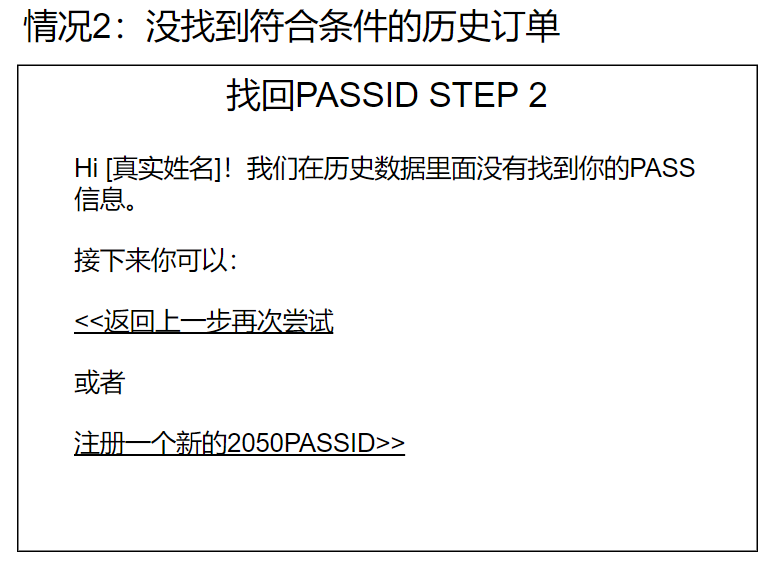 情况2：没找到符合条件的历史订单
找回PASSID STEP 2
Hi [真实姓名]！我们在历史数据里面没有找到你的PASS
信息。
接下来你可以：
<<返回上一步再次尝试
或者
注册一个新的2050PASSID>>